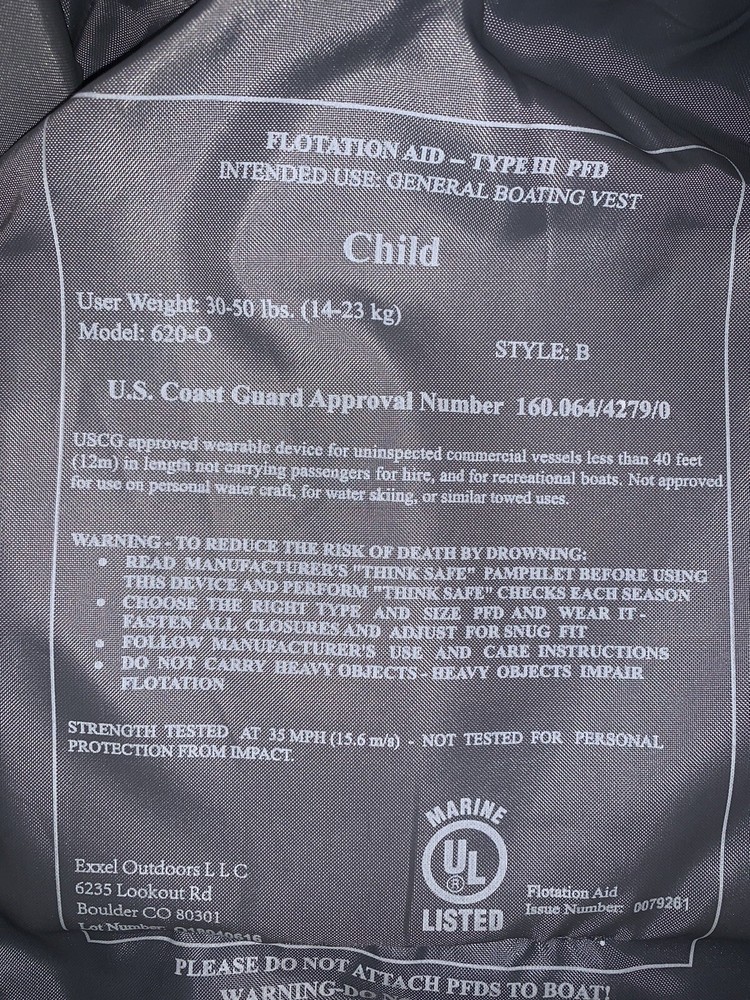 FLOTATION AID – TYPE III PFD
INTENDED USE: GENERAL BOATING VEST
Child
User Weight: 30-50 lbs. (14-23 kg)
Model: 620-O
STYLE: B
U.S. Coast Guard Approval Number 160.064/4279/0
USCG approved wearable device for uninspected commercial vessels less than 40 feet
(12m) in length not carrying passengers for hire, and for recreational boats. Not approved
for use on personal water craft, for water skiing, or similar towed uses.
WARNING - TO REDUCE THE RISK OF DEATH BY DROWNING:
• READ MANUFACTURER'S "THINK SAFE" PAMPHLET BEFORE USING
THIS DEVICE AND PERFORM "THINK SAFE" CHECKS EACH SEASON
• CHOOSE THE RIGHT TYPE AND SIZE PFD AND WEAR IT -
FASTEN ALL CLOSURES AND ADJUST FOR SNUG FIT
• FOLLOW MANUFACTURER'S USE AND CARE INSTRUCTIONS
• DO NOT CARRY HEAVY OBJECTS - HEAVY OBJECTS IMPAIR
FLOTATION
STRENGTH TESTED AT 35 MPH (15.6 m/s) - NOT TESTED FOR PERSONAL
PROTECTION FROM IMPACT.
MARINE
UL
®
LISTED
Exxel Outdoors L L C
6235 Lookout Rd
Boulder CO 80301
Lot Number:
Flotation Aid
Issue Number: 0079261
PLEASE DO NOT ATTACH PFDS TO BOAT!
WARNING-DO